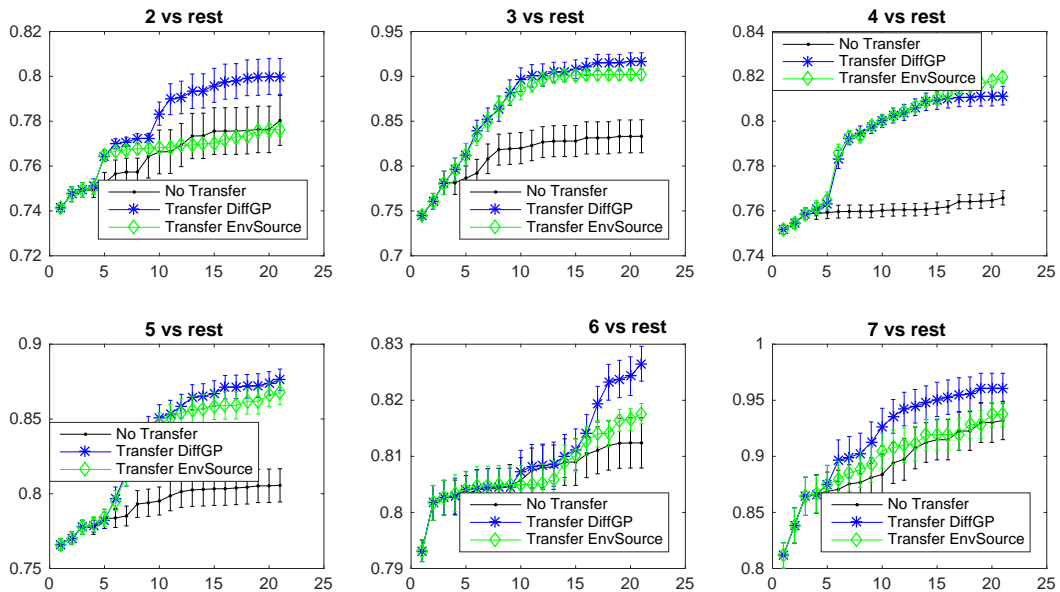 2 vs rest
0.82
0.8
0.78
0.76
0.74
0.72
0 5 10 15 20 25
No Transfer
Transfer DiffGP
Transfer EnvSource
3 vs rest
0.95
0.9
0.85
0.8
0.75
0.7
0 5 10 15 20 25
No Transfer
Transfer DiffGP
Transfer EnvSource
4 vs rest
0.84
0.82
0.8
0.78
0.76
0.74
0 5 10 15 20 25
No Transfer
Transfer DiffGP
Transfer EnvSource
5 vs rest
0.9
0.85
0.8
0.75
0 5 10 15 20 25
No Transfer
Transfer DiffGP
Transfer EnvSource
6 vs rest
0.83
0.82
0.81
0.8
0.79
0 5 10 15 20 25
No Transfer
Transfer DiffGP
Transfer EnvSource
7 vs rest
1
0.95
0.9
0.85
0.8
0 5 10 15 20 25
No Transfer
Transfer DiffGP
Transfer EnvSource